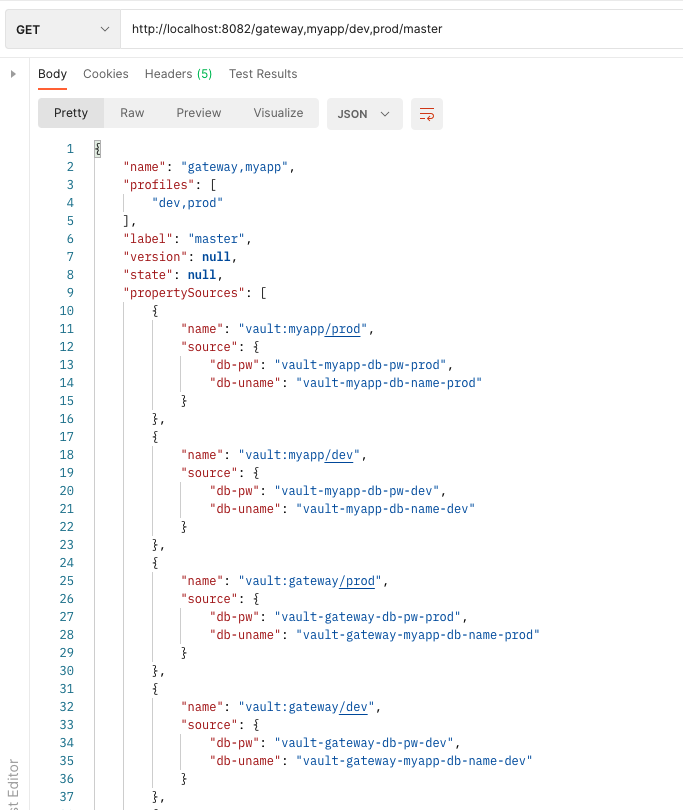 GET http://localhost:8082/gateway,myapp/dev,prod/master
Body Cookies Headers (5) Test Results
Pretty Raw Preview Visualize JSON
1 {
2 "name": "gateway,myapp",
3 "profiles": [
4 "dev,prod"
5 ],
6 "label": "master",
7 "version": null,
8 "state": null,
9 "propertySources": [
10 {
11 "name": "vault:myapp/prod",
12 "source": {
13 "db-pw": "vault-myapp-db-pw-prod",
14 "db-uname": "vault-myapp-db-name-prod"
15 }
16 },
17 {
18 "name": "vault:myapp/dev",
19 "source": {
20 "db-pw": "vault-myapp-db-pw-dev",
21 "db-uname": "vault-myapp-db-name-dev"
22 }
23 },
24 {
25 "name": "vault:gateway/prod",
26 "source": {
27 "db-pw": "vault-gateway-db-pw-prod",
28 "db-uname": "vault-gateway-myapp-db-name-prod"
29 }
30 },
31 {
32 "name": "vault:gateway/dev",
33 "source": {
34 "db-pw": "vault-gateway-db-pw-dev",
35 "db-uname": "vault-gateway-myapp-db-name-dev"
36 }
37 },
st Editor